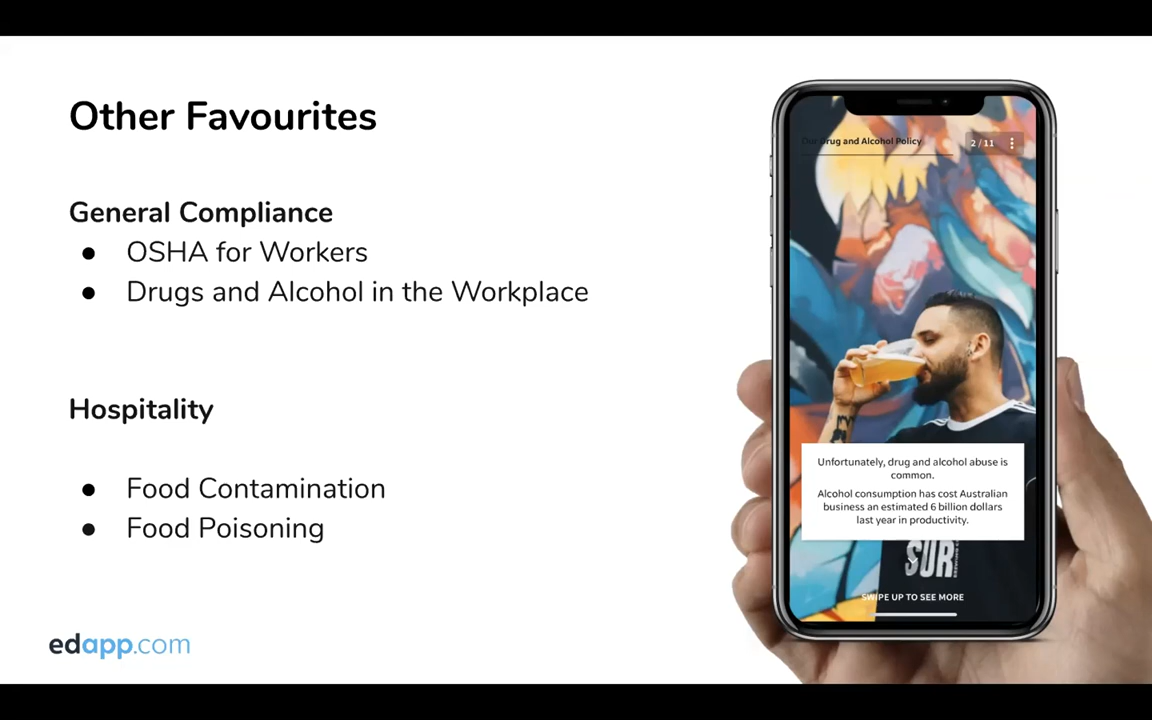 Other Favourites
General Compliance
● OSHA for Workers
● Drugs and Alcohol in the Workplace
Hospitality
● Food Contamination
● Food Poisoning
edapp.com
Our Drug and Alcohol Policy
2 / 11
Unfortunately, drug and alcohol abuse is
common.
Alcohol consumption has cost Australian
business an estimated 6 billion dollars
last year in productivity.
SUR
SWIPE UP TO SEE MORE